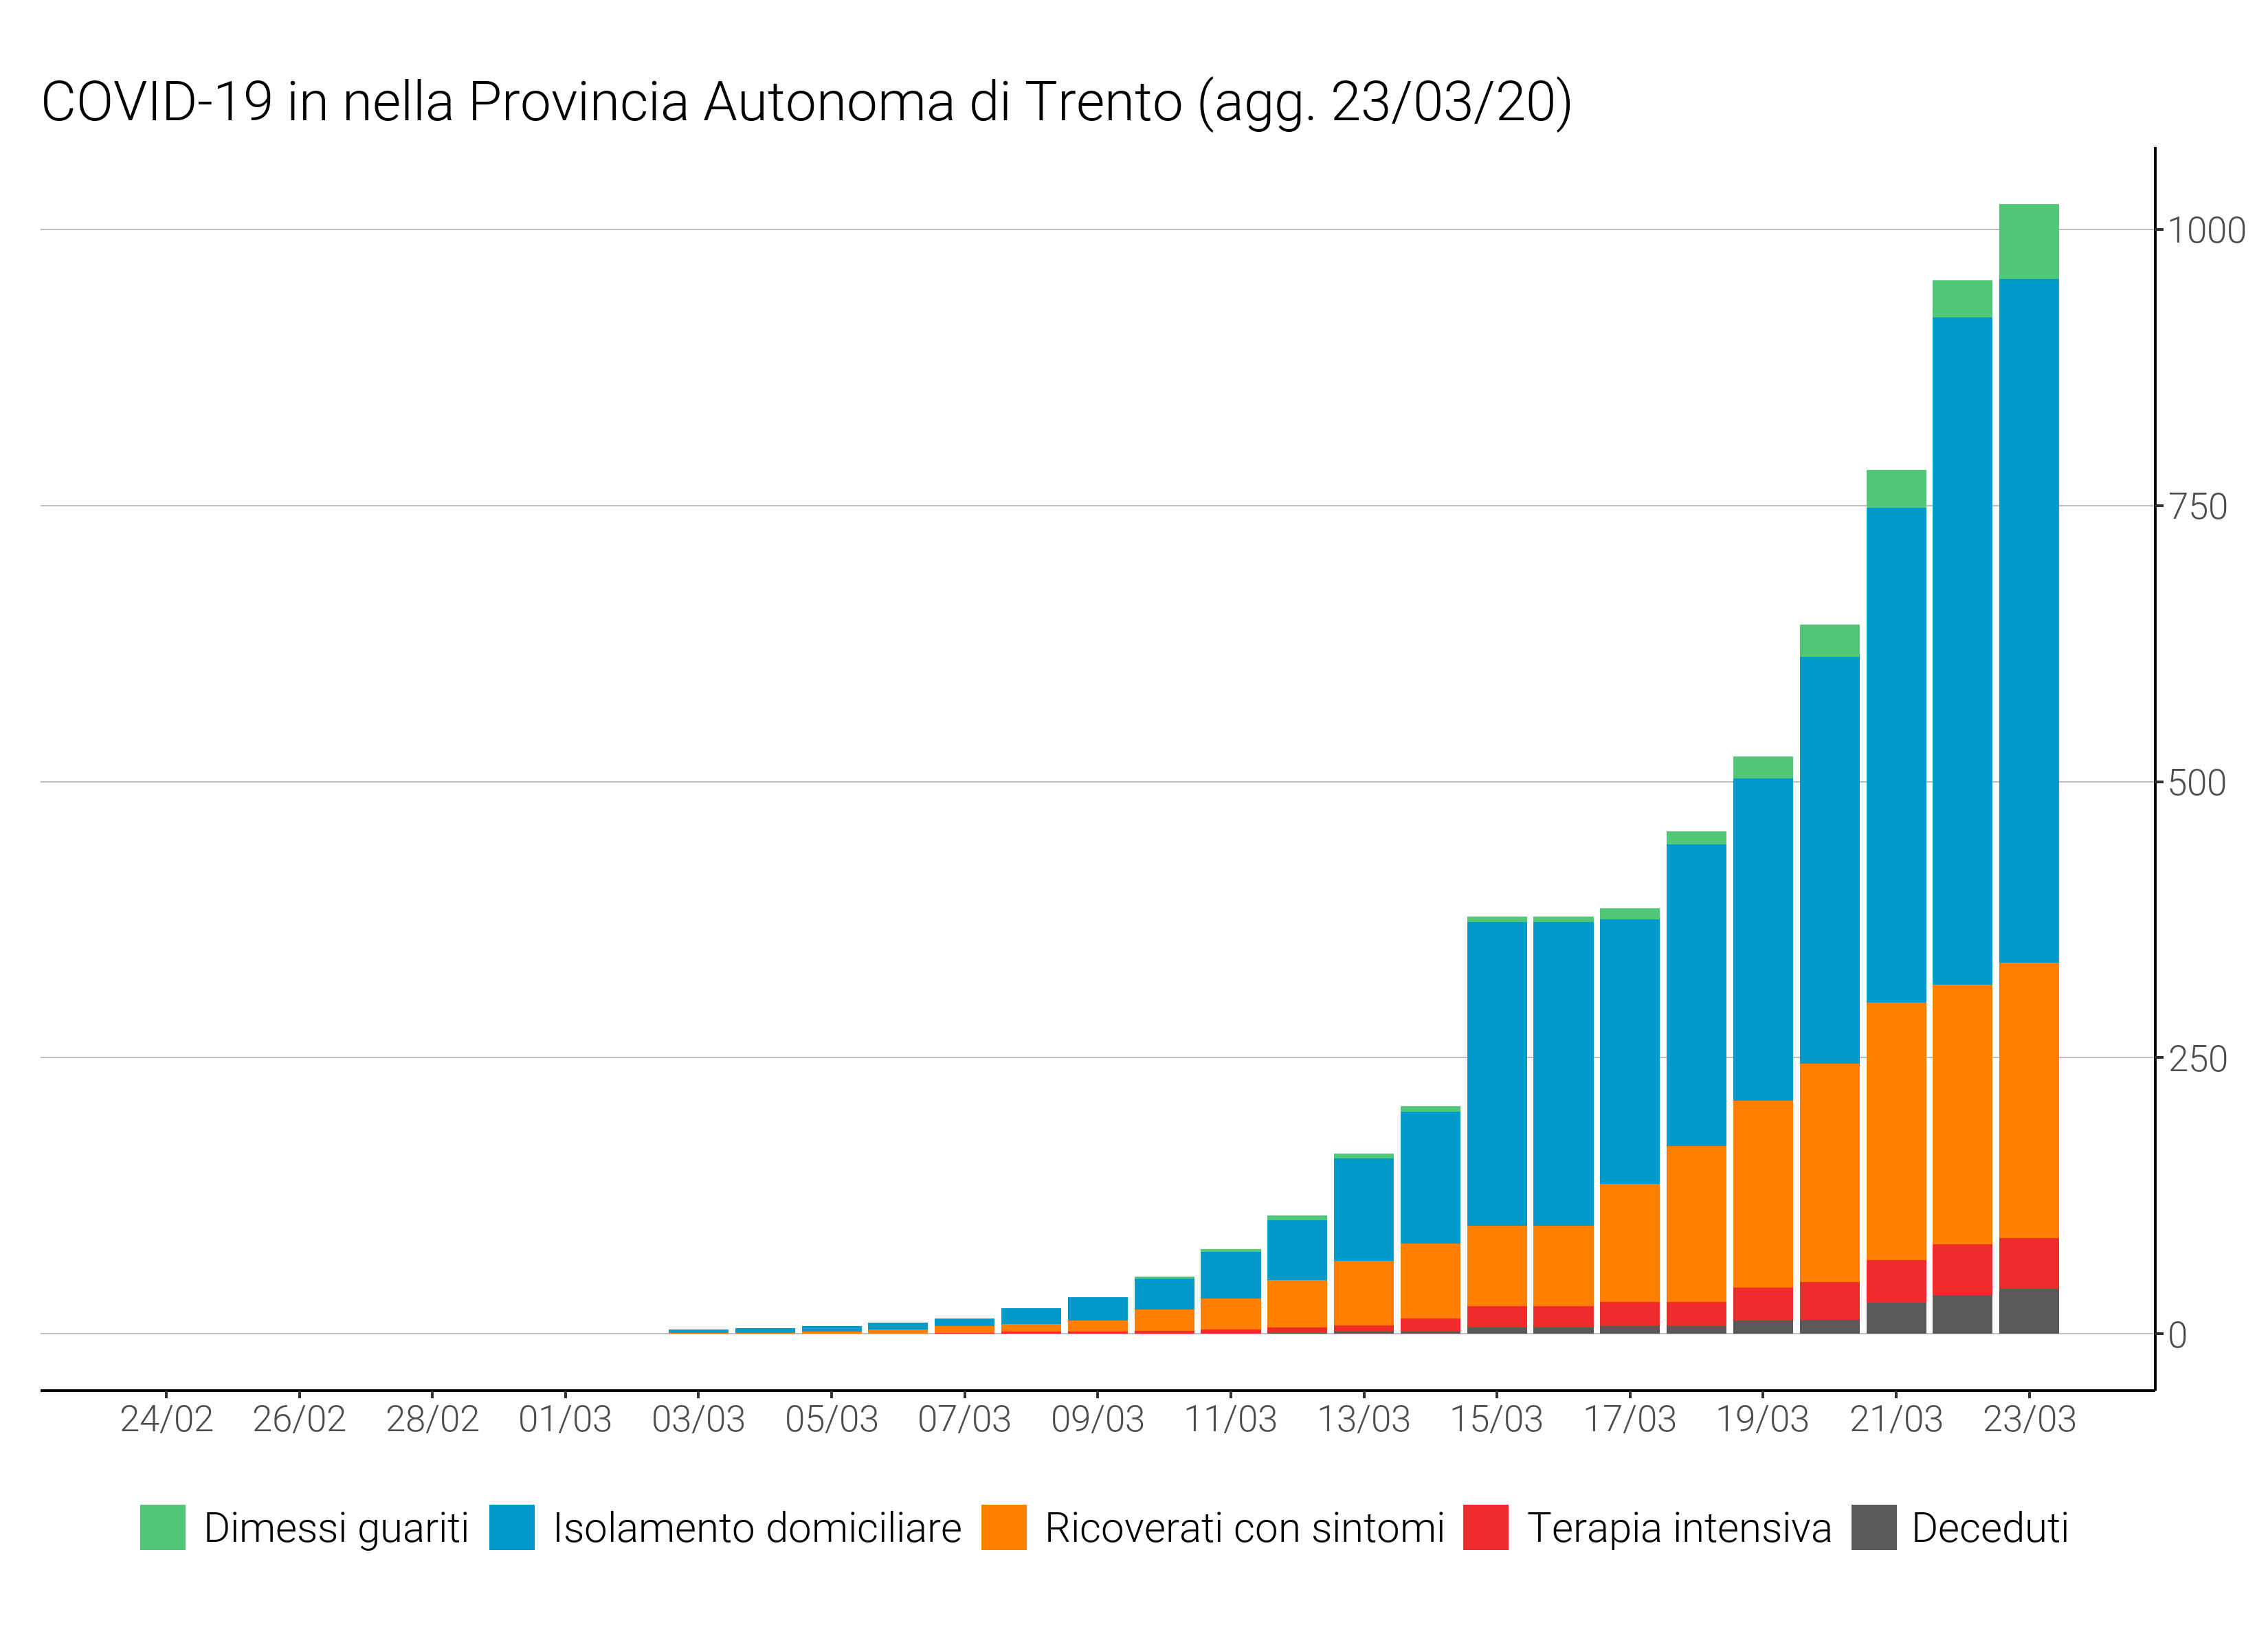 COVID-19 in nella Provincia Autonoma di Trento (agg. 23/03/20)
1000
750
500
250
0
24/02 26/02 28/02 01/03 03/03 05/03 07/03 09/03 11/03 13/03 15/03 17/03 19/03 21/03 23/03
Dimessi guariti Isolamento domiciliare Ricoverati con sintomi Terapia intensiva Deceduti